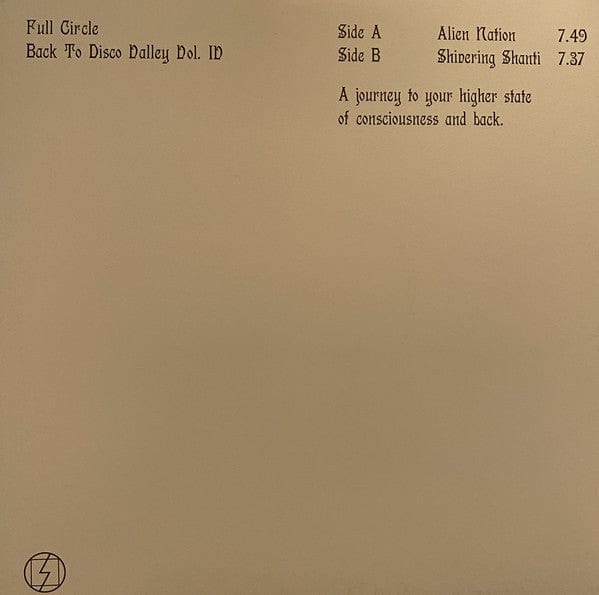 Full Circle
Back To Disco Valley Vol. IV
Side A Alien Nation 7.49
Side B Shivering Shanti 7.37
A journey to your higher state
of consciousness and back.